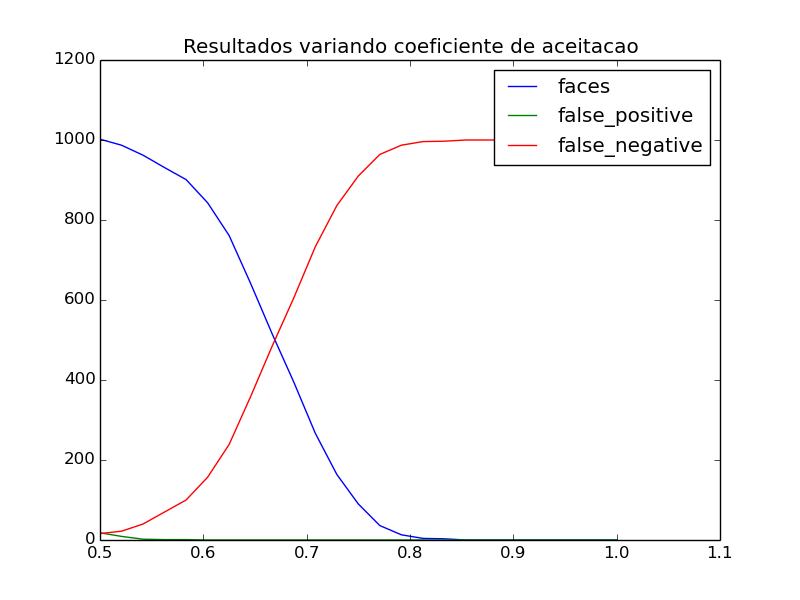 Resultados variando coeficiente de aceitacao
1200
1000
800
600
400
200
0
faces
false_positive
false_negative
0.5 0.6 0.7 0.8 0.9 1.0 1.1